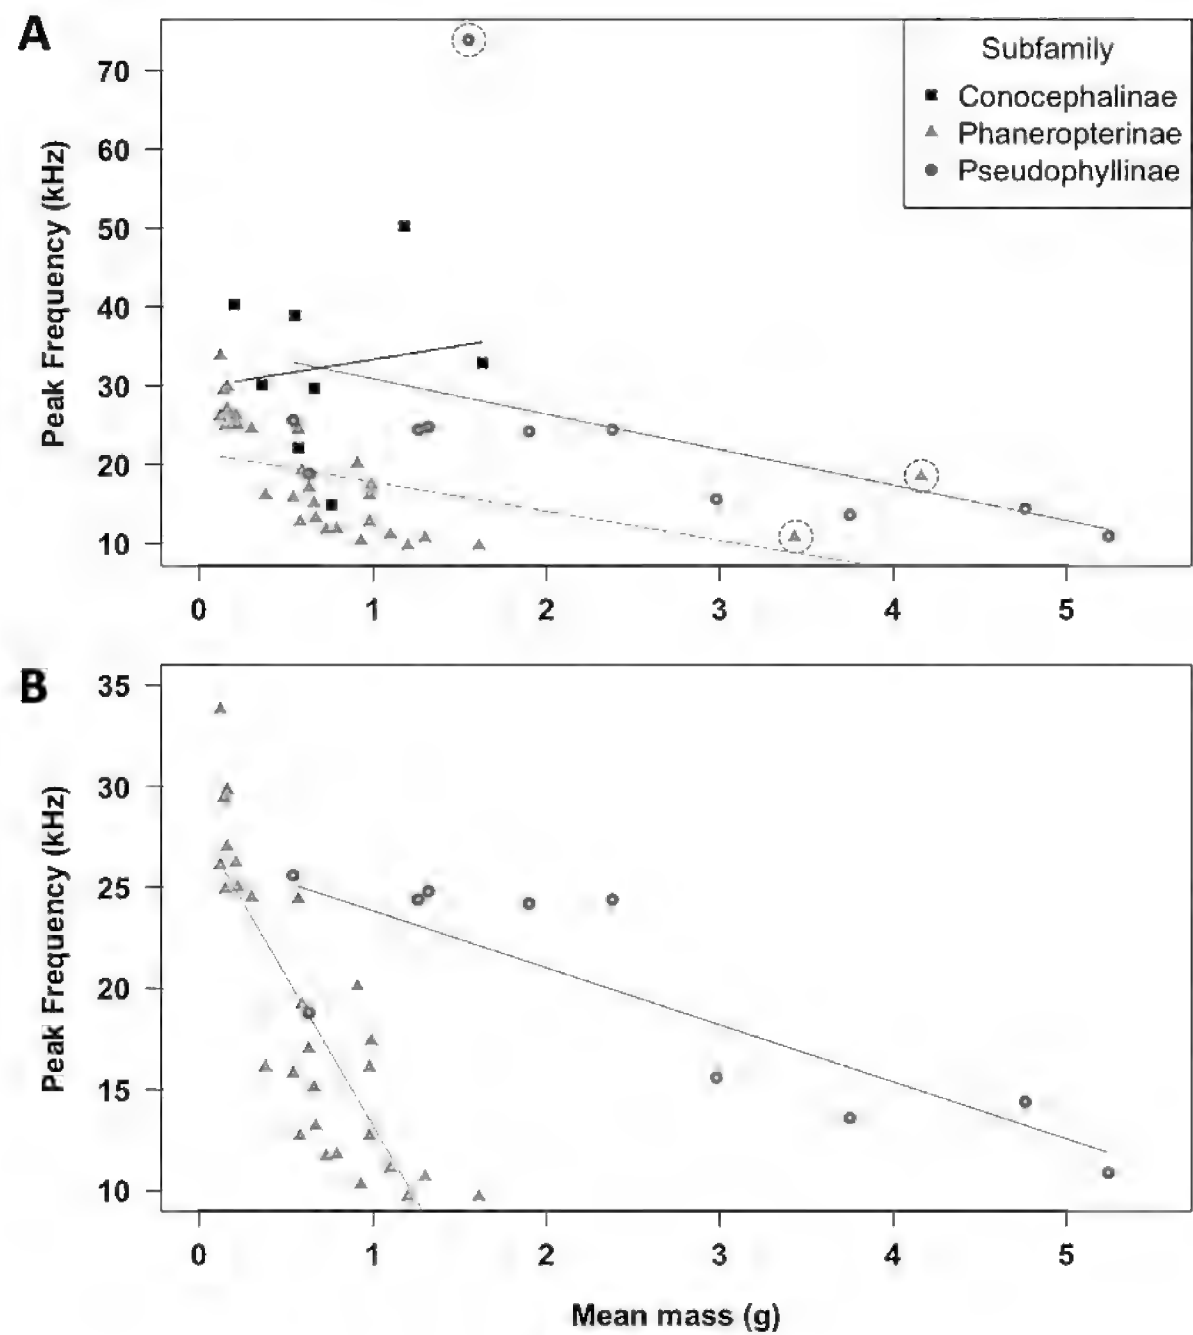 A
Subfamily
Conocephalinae
Phaneropterinae
Pseudophyllinae
Peak Frequency (kHz)
70
60
50
40
30
20
10
0 1 2 3 4 5
B
Peak Frequency (kHz)
35
30
25
20
15
10
0 1 2 3 4 5
Mean mass (g)